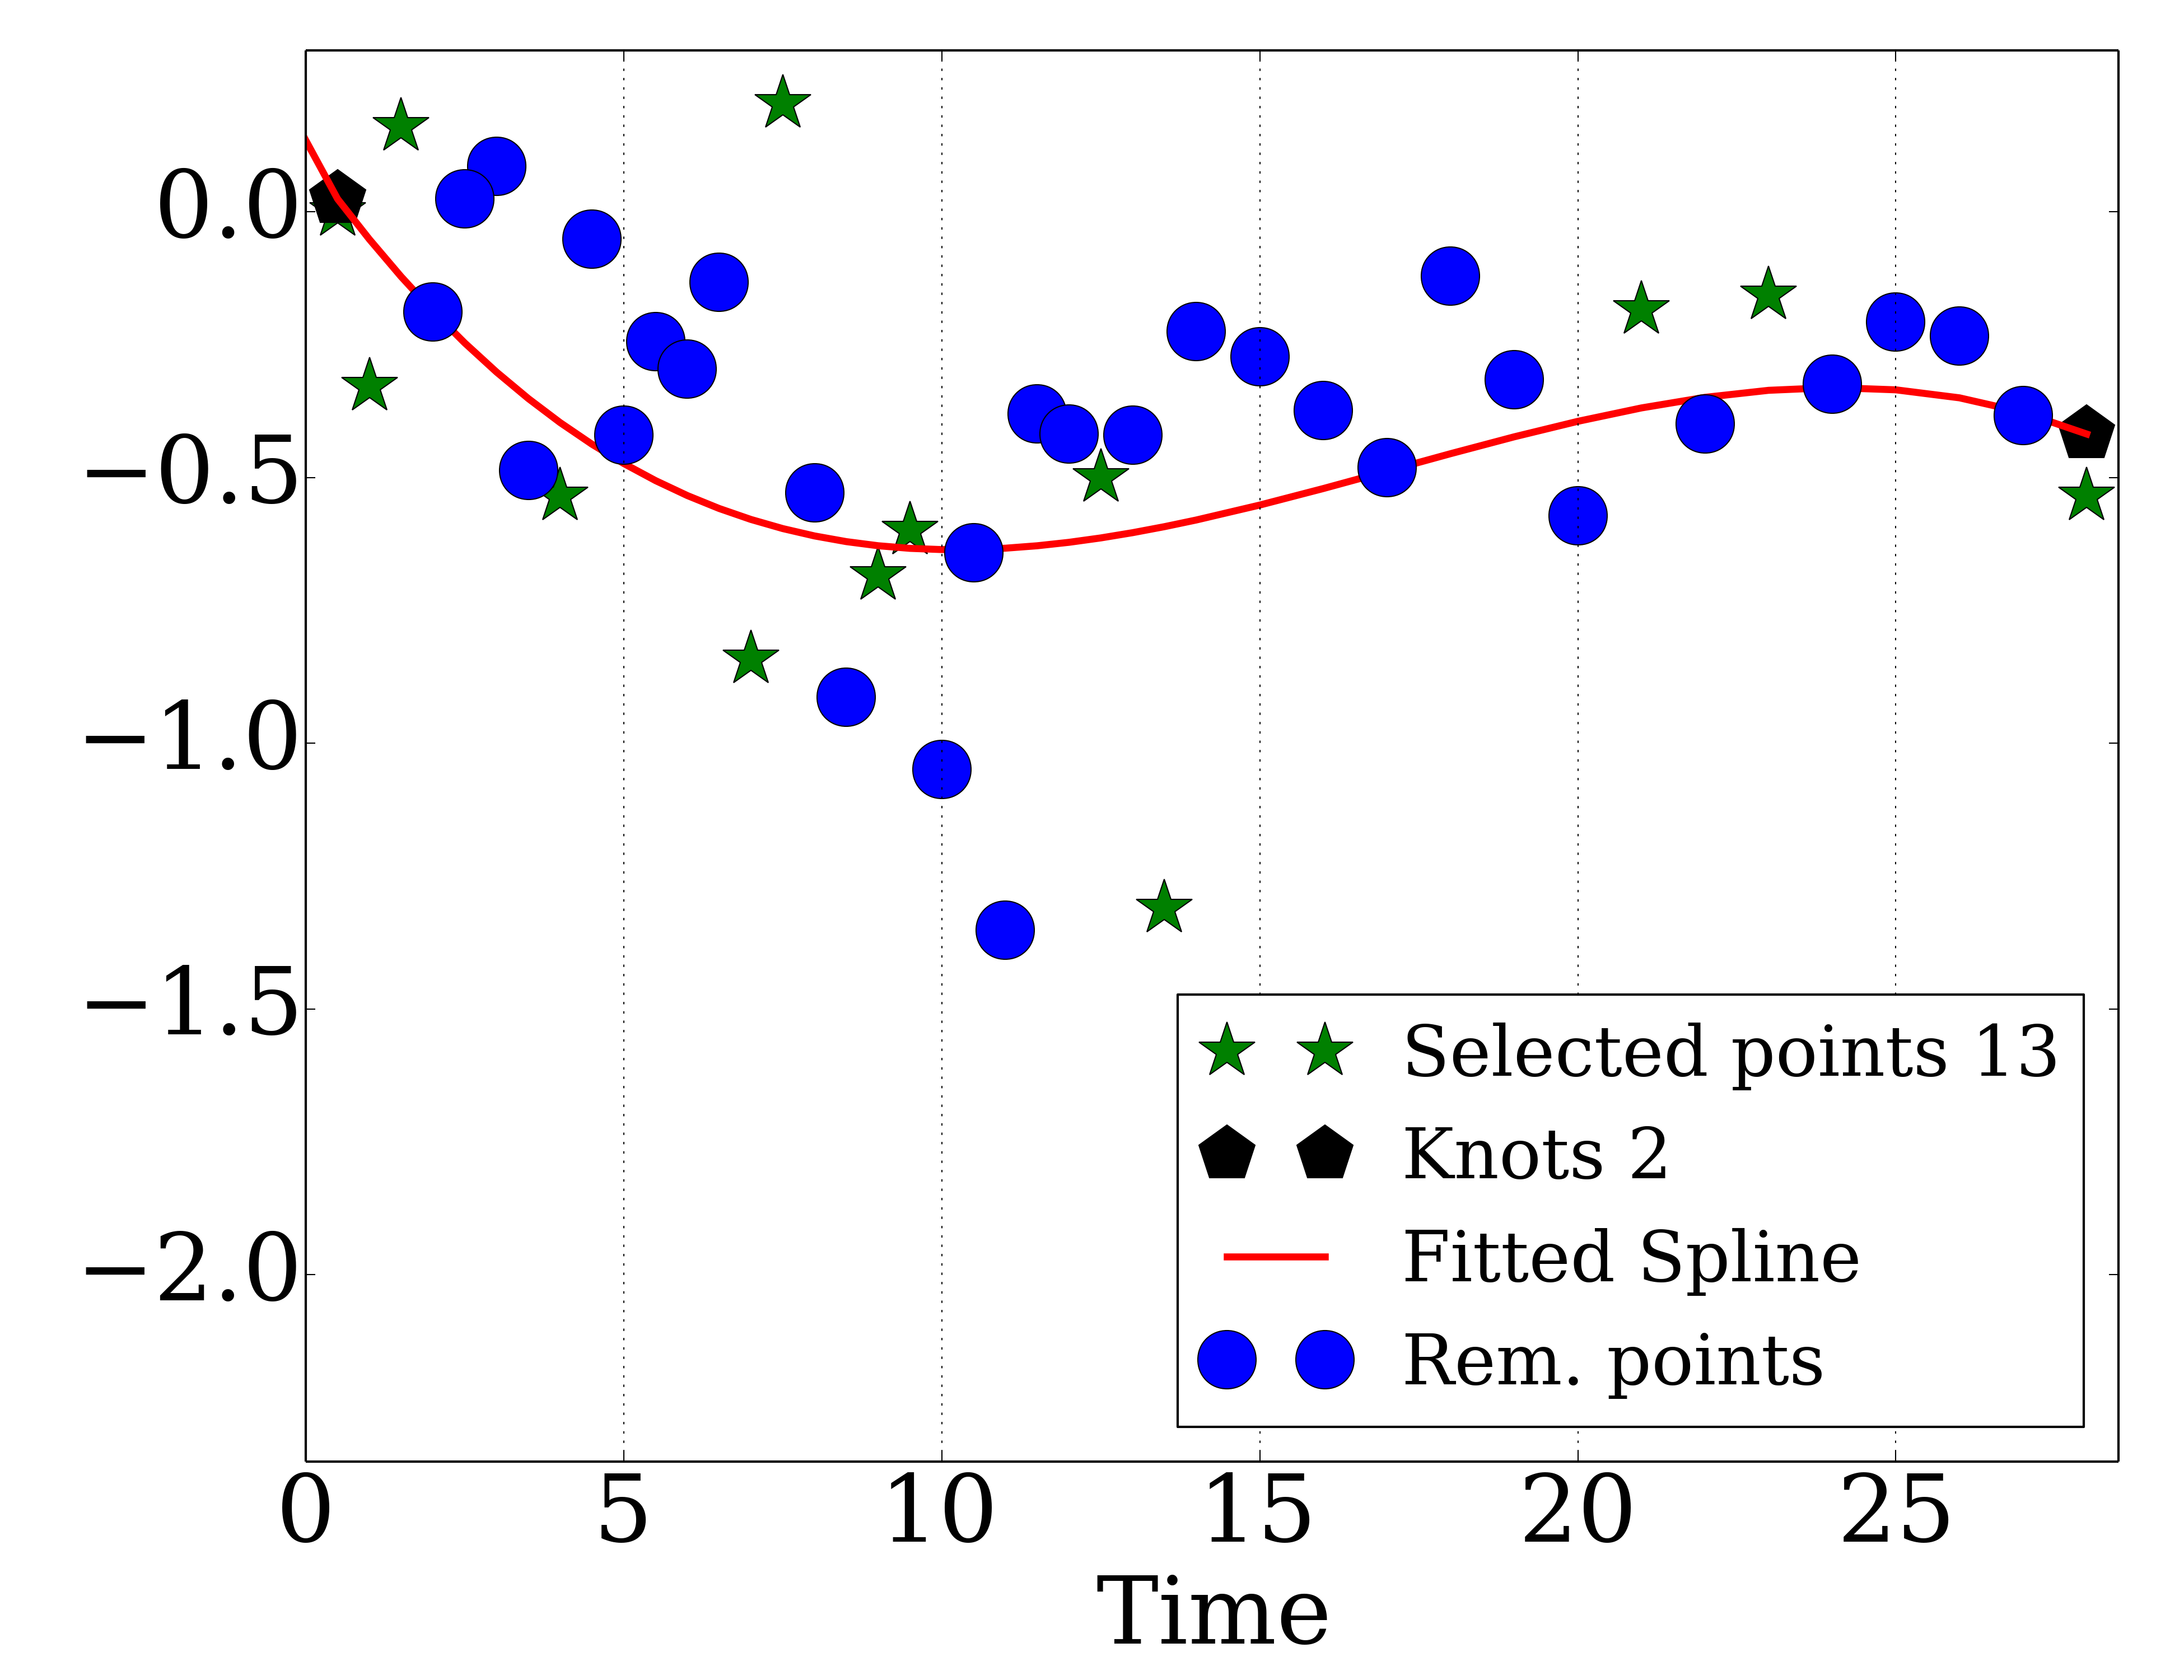 0.0
−0.5
−1.0
−1.5
−2.0
Selected points 13
Knots 2
Fitted Spline
Rem. points
0 5 10 15 20 25
Time